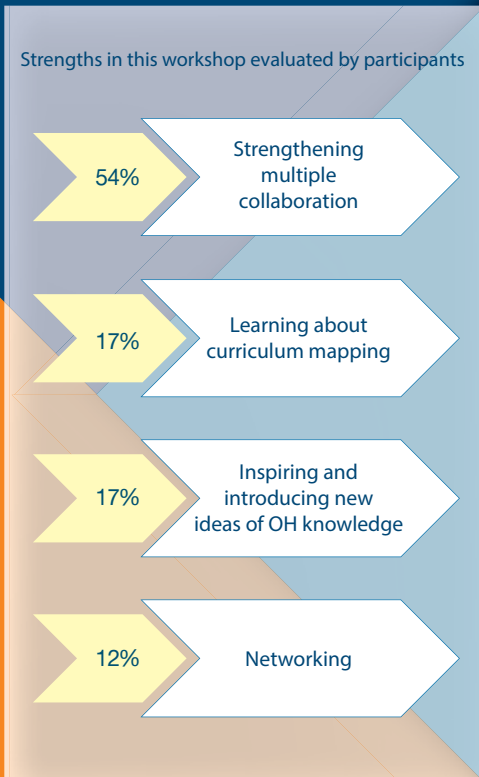 Strengths in this workshop evaluated by participants
54%
Strengthening
multiple
collaboration
17%
Learning about
curriculum mapping
17%
Inspiring and
introducing new
ideas of OH knowledge
12%
Networking